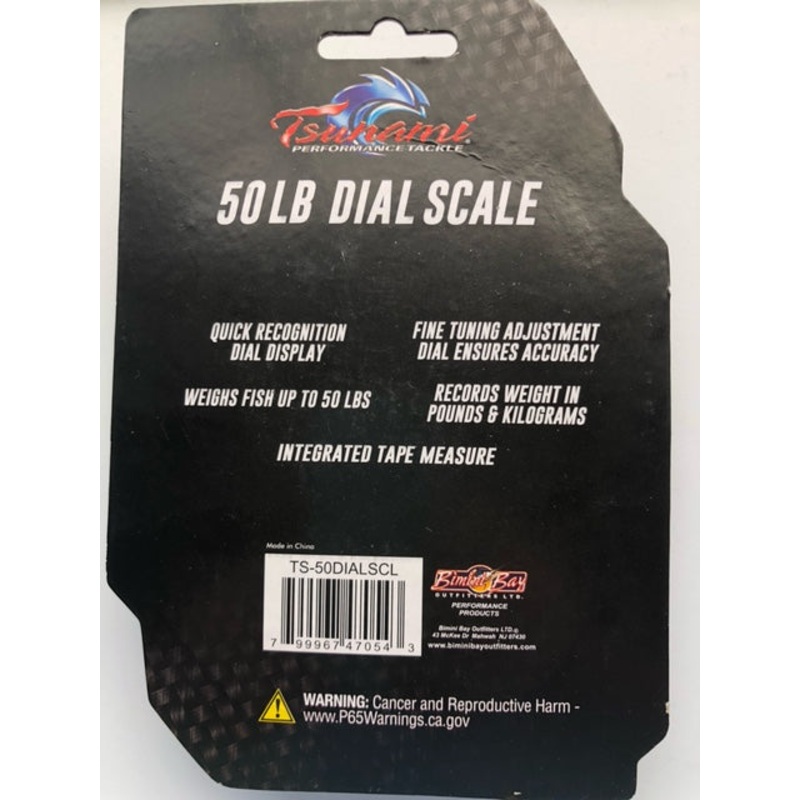 Tsunami
PERFORMANCE TACKLE
50 LB DIAL SCALE
QUICK RECOGNITION
DIAL DISPLAY
FINE TUNING ADJUSTMENT
DIAL ENSURES ACCURACY
WEIGHS FISH UP TO 50 LBS
RECORDS WEIGHT IN
POUNDS & KILOGRAMS
INTEGRATED TAPE MEASURE
Made in China
TS-50DIALSCL
7 99967 47054 3
Bimini Bay
OUTFITTERS LTD.
PERFORMANCE
PRODUCTS
Bimini Bay Outfitters LTD.
43 McKee Dr Mahwah NJ 07430
www.biminibayoutfitters.com
WARNING: Cancer and Reproductive Harm -
www.P65Warnings.ca.gov